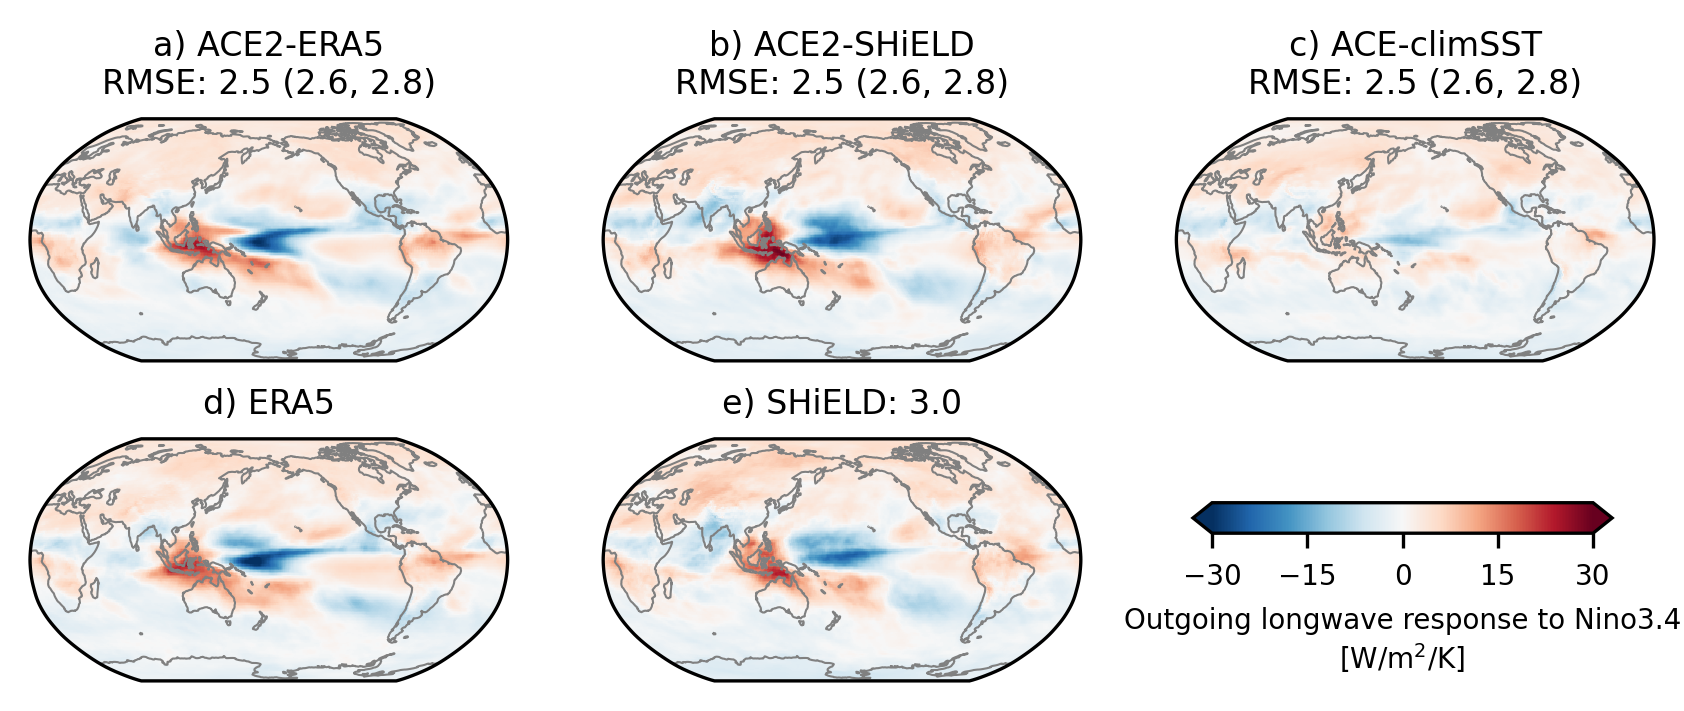 a) ACE2-ERA5
RMSE: 2.5 (2.6, 2.8)
b) ACE2-SHiELD
RMSE: 2.5 (2.6, 2.8)
c) ACE-climSST
RMSE: 2.5 (2.6, 2.8)
d) ERA5
e) SHiELD: 3.0
−30 −15 0 15 30
Outgoing longwave response to Nino3.4
[W/m²/K]